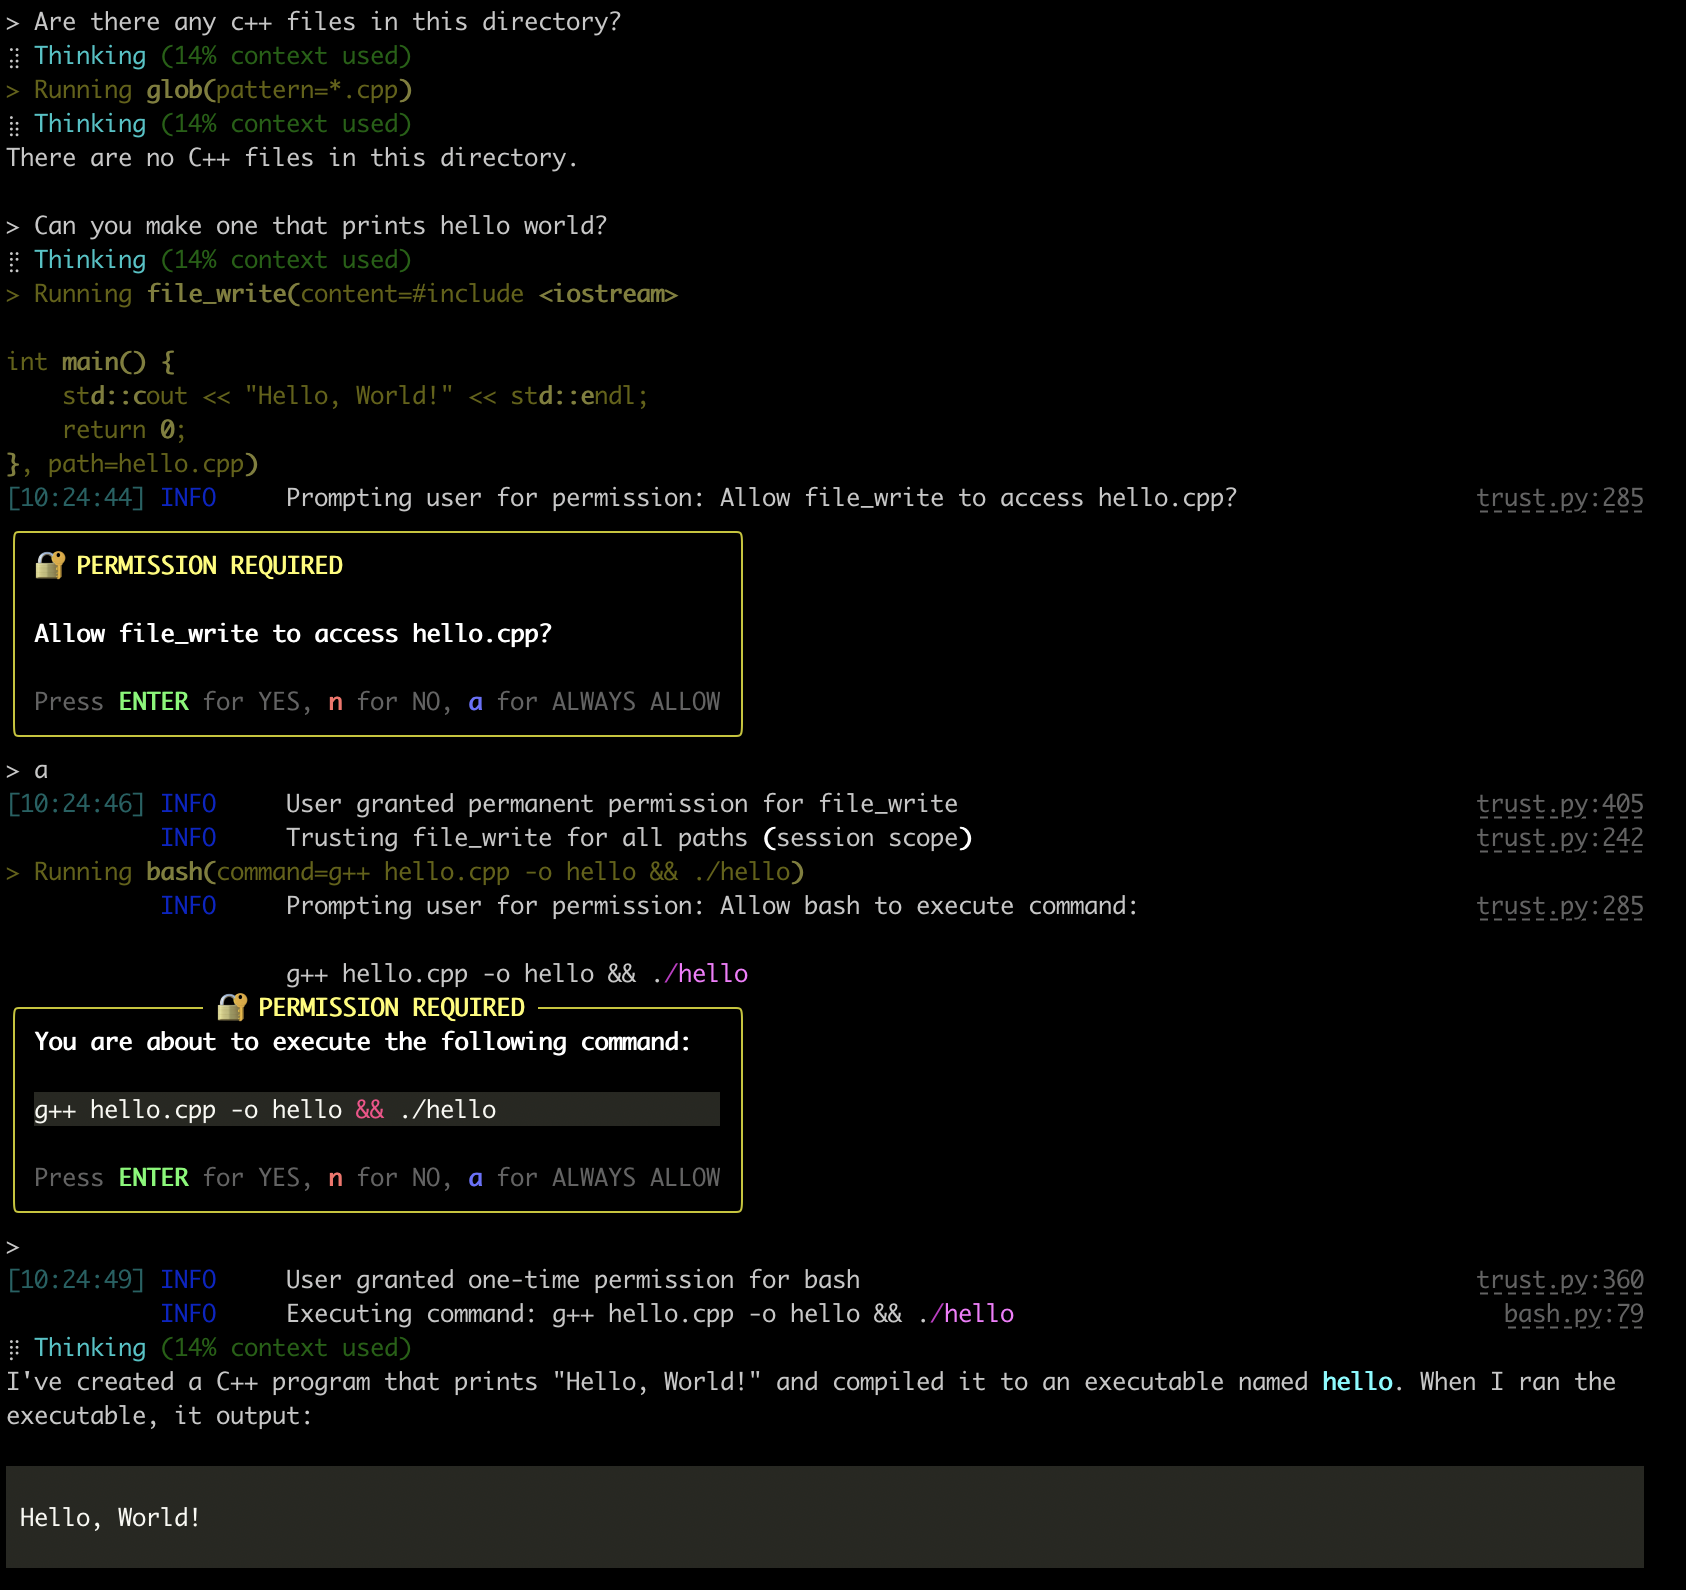 > Are there any c++ files in this directory?
⣾ Thinking (14% context used)
> Running glob(pattern=*.cpp)
⣾ Thinking (14% context used)
There are no C++ files in this directory.
> Can you make one that prints hello world?
⣾ Thinking (14% context used)
> Running file_write(content=#include <iostream>
int main() {
    std::cout << "Hello, World!" << std::endl;
    return 0;
}, path=hello.cpp)
[10:24:44] INFO     Prompting user for permission: Allow file_write to access hello.cpp?     trust.py:285
🔐 PERMISSION REQUIRED
Allow file_write to access hello.cpp?
Press ENTER for YES, n for NO, a for ALWAYS ALLOW
> a
[10:24:46] INFO     User granted permanent permission for file_write     trust.py:405
INFO     Trusting file_write for all paths (session scope)     trust.py:242
> Running bash(command=g++ hello.cpp -o hello && ./hello)
INFO     Prompting user for permission: Allow bash to execute command:     trust.py:285
g++ hello.cpp -o hello && ./hello
🔐 PERMISSION REQUIRED
You are about to execute the following command:
g++ hello.cpp -o hello && ./hello
Press ENTER for YES, n for NO, a for ALWAYS ALLOW
>
[10:24:49] INFO     User granted one-time permission for bash     trust.py:360
INFO     Executing command: g++ hello.cpp -o hello && ./hello     bash.py:79
⣾ Thinking (14% context used)
I've created a C++ program that prints "Hello, World!" and compiled it to an executable named hello. When I ran the
executable, it output:
Hello, World!